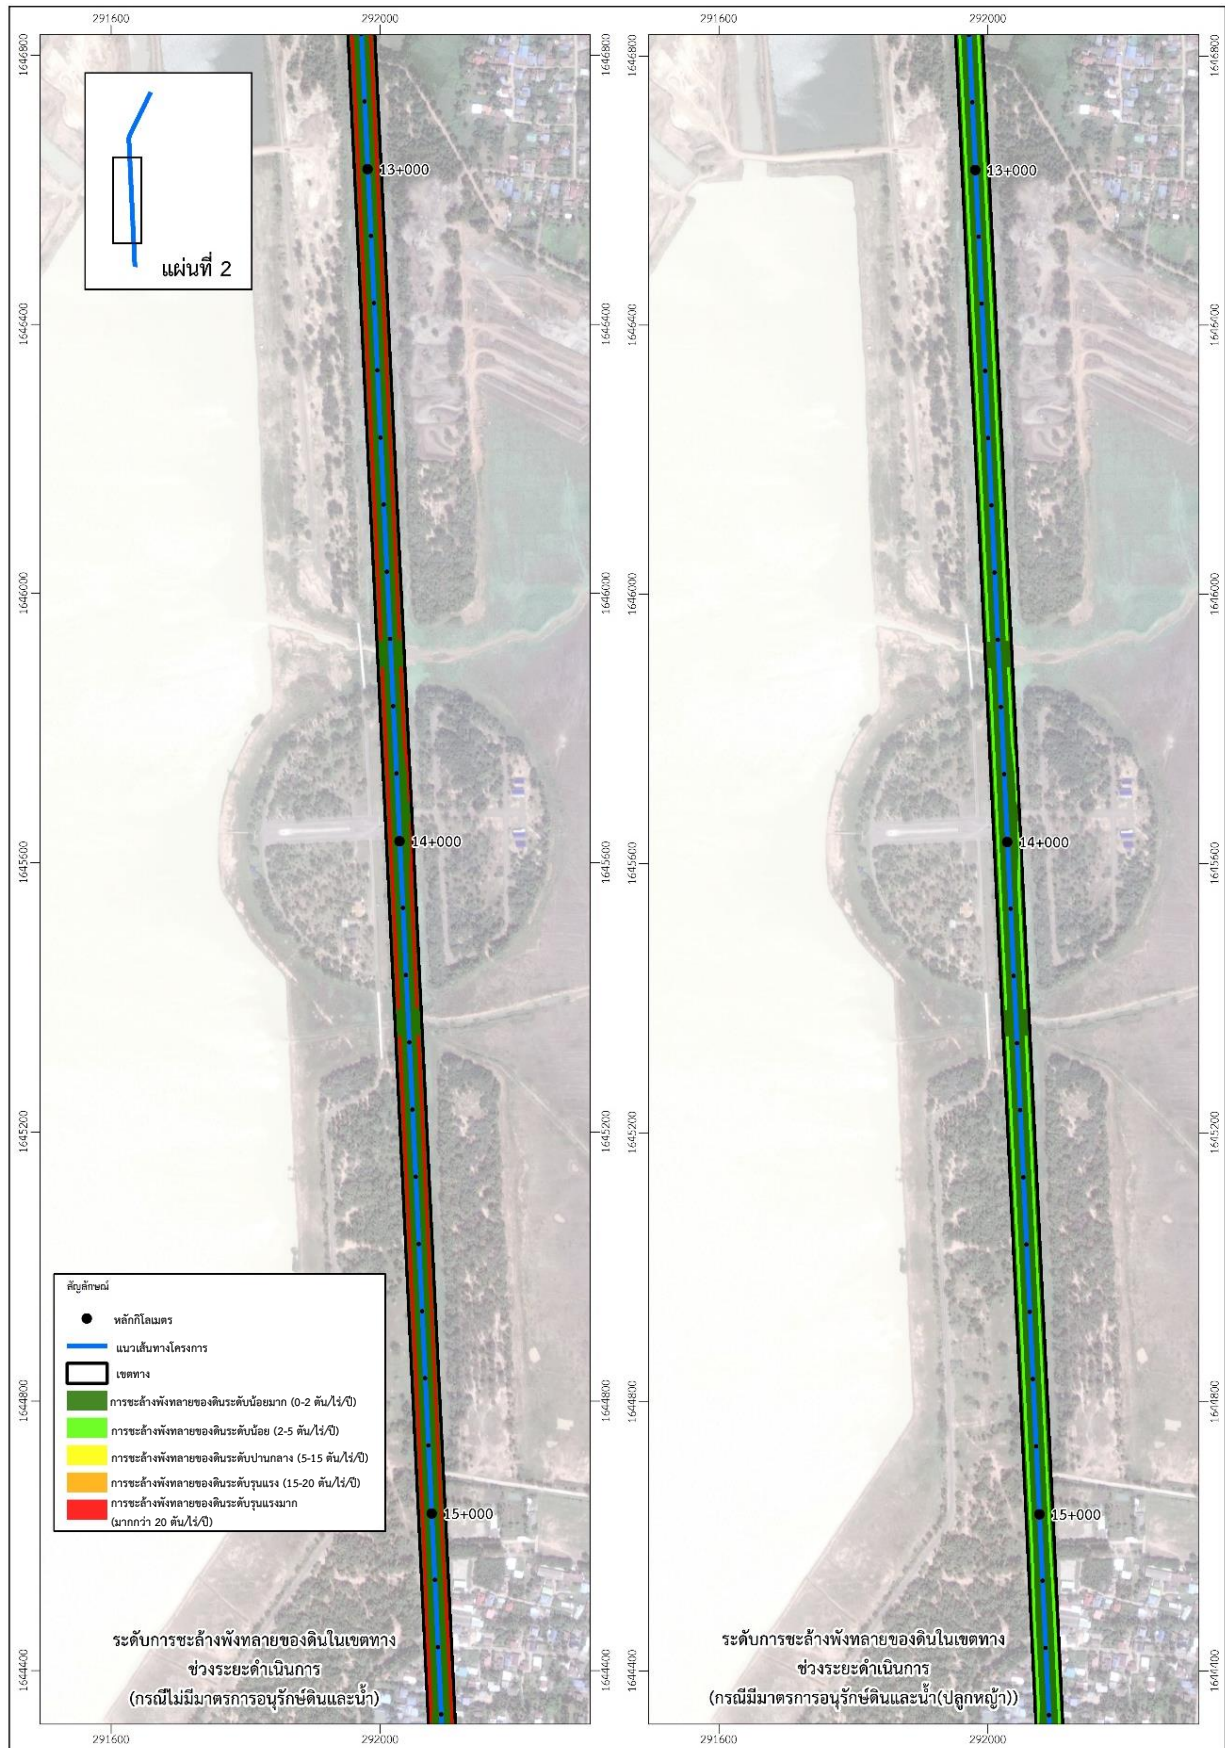 291600
292000
291600
292000
1646800
1646800
1646800
1646800
แผ่นที่ 2
13+000
13+000
1646400
1646400
1646400
1646400
1646000
1646000
1646000
1646000
14+000
14+000
1645600
1645600
1645600
1645600
1645200
1645200
1645200
1645200
สัญลักษณ์
หลักกิโลเมตร
แนวเส้นทางโครงการ
เขตทาง
การชะล้างพังทลายของดินระดับน้อยมาก (0-2 ตัน/ไร่/ปี)
การชะล้างพังทลายของดินระดับน้อย (2-5 ตัน/ไร่/ปี)
การชะล้างพังทลายของดินระดับปานกลาง (5-15 ตัน/ไร่/ปี)
การชะล้างพังทลายของดินระดับรุนแรง (15-20 ตัน/ไร่/ปี)
การชะล้างพังทลายของดินระดับรุนแรงมาก
(มากกว่า 20 ตัน/ไร่/ปี)
1644800
1644800
1644800
1644800
15+000
15+000
ระดับการชะล้างพังทลายของดินในเขตทาง
ช่วงระยะดำเนินการ
(กรณีไม่มีมาตรการอนุรักษ์ดินและน้ำ)
ระดับการชะล้างพังทลายของดินในเขตทาง
ช่วงระยะดำเนินการ
(กรณีมีมาตรการอนุรักษ์ดินและน้ำ(ปลูกหญ้า))
1644400
1644400
1644400
1644400
291600
292000
291600
292000